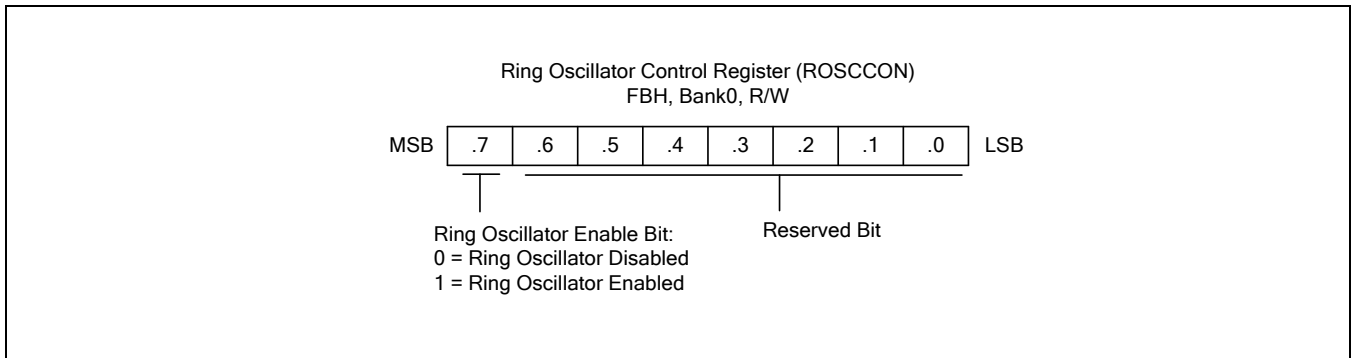 Ring Oscillator Control Register (ROSCCON)
FBH, Bank0, R/W
MSB .7 .6 .5 .4 .3 .2 .1 .0 LSB
Ring Oscillator Enable Bit:
0 = Ring Oscillator Disabled
1 = Ring Oscillator Enabled
Reserved Bit